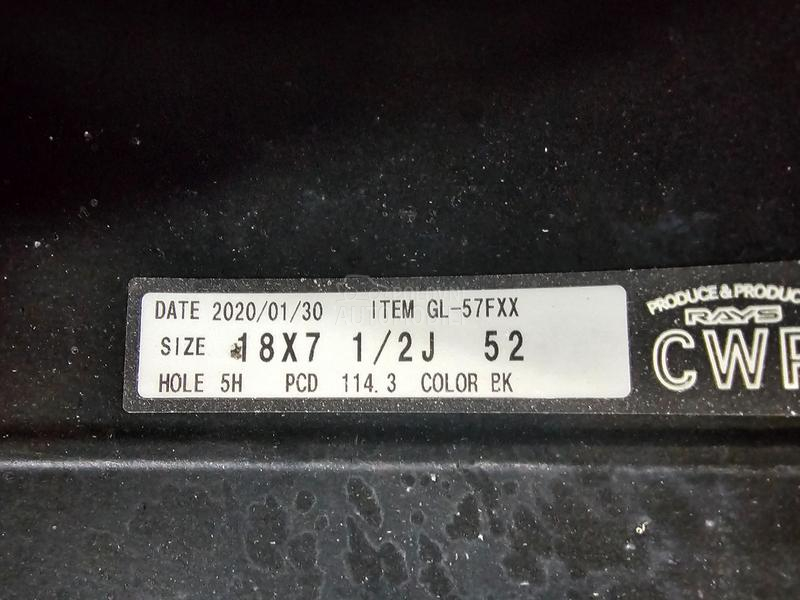 DATE 2020/01/30 ITEM GL-57FXX
SIZE 18X7 1/2J 52
HOLE 5H PCD 114.3 COLOR BK
PRODUCE & PRODUC
RAYS
CWP